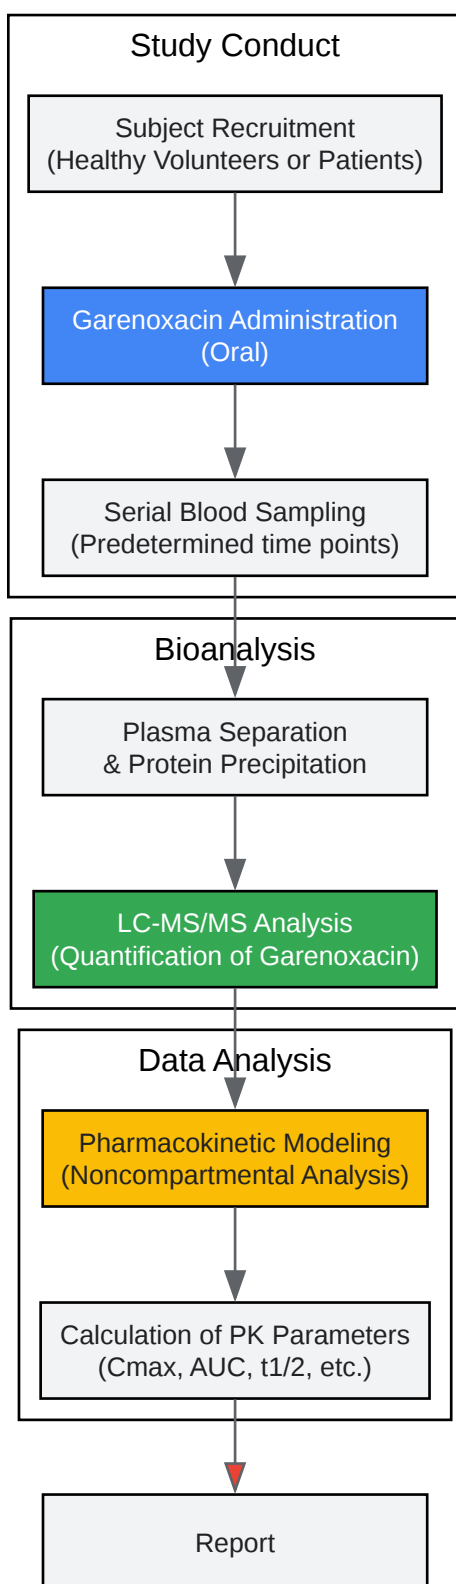 Study Conduct
Subject Recruitment
(Healthy Volunteers or Patients)
Garenoxacin Administration
(Oral)
Serial Blood Sampling
(Predetermined time points)
Bioanalysis
Plasma Separation
& Protein Precipitation
LC-MS/MS Analysis
(Quantification of Garenoxacin)
Data Analysis
Pharmacokinetic Modeling
(Noncompartmental Analysis)
Calculation of PK Parameters
(Cmax, AUC, t1/2, etc.)
Report